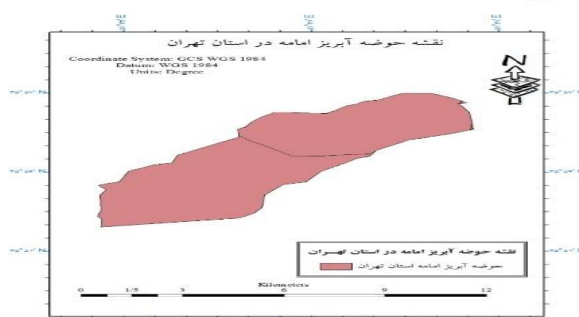 نقشه حوضه آبریز امامه در استان تهران
Coordinate System: GCS WGS 1984
Datum: WGS 1984
Units: Degree
N
نقشه حوضه آبریز امامه در استان تهران
حوضه آبریز امامه استان تهران
Kilometers
0 1/5 3 6 9 12